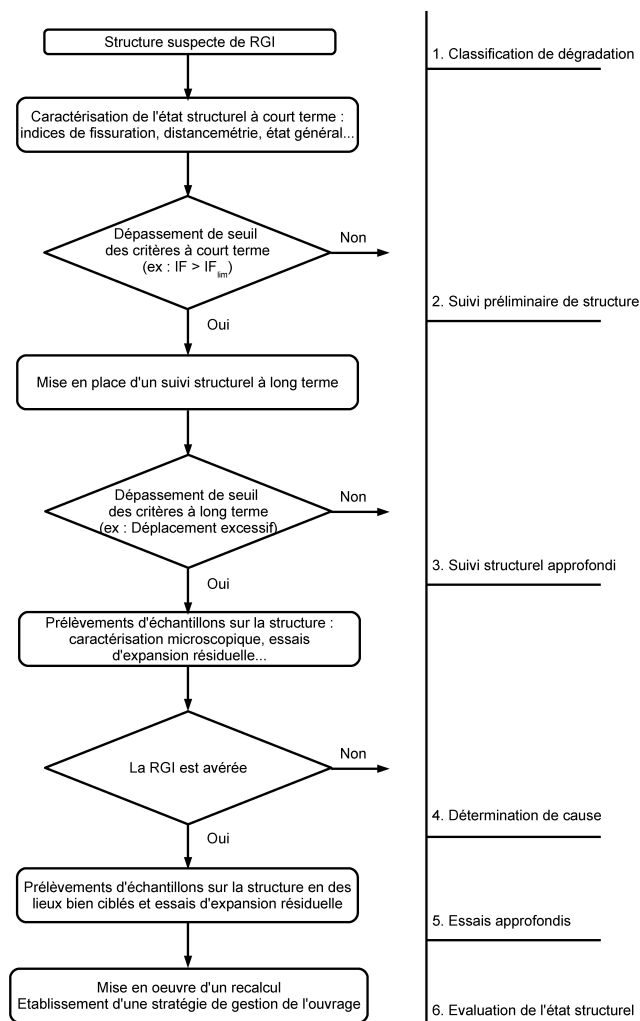 Structure suspecte de RGI
1. Classification de dégradation
Caractérisation de l'état structurel à court terme :
indices de fissuration, distancemétrie, état général...
Dépassement de seuil
des critères à court terme
(ex : IF > IFlim)
Non
Oui
2. Suivi préliminaire de structure
Mise en place d'un suivi structurel à long terme
Dépassement de seuil
des critères à long terme
(ex : Déplacement excessif)
Non
Oui
3. Suivi structurel approfondi
Prélèvements d'échantillons sur la structure :
caractérisation microscopique, essais
d'expansion résiduelle...
La RGI est avérée
Non
Oui
4. Détermination de cause
Prélèvements d'échantillons sur la structure en des
lieux bien ciblés et essais d'expansion résiduelle
5. Essais approfondis
Mise en oeuvre d'un recalcul
Etablissement d'une stratégie de gestion de l'ouvrage
6. Evaluation de l'état structurel